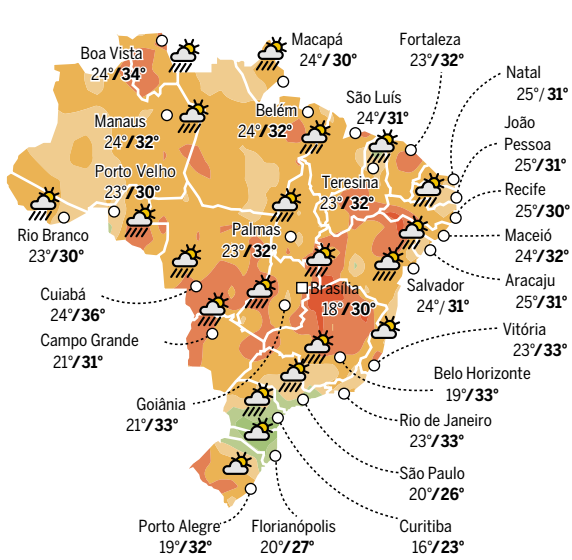 Boa Vista
24°/34°
Macapá
24°/30°
Fortaleza
23°/32°
Natal
25°/31°
Manaus
24°/32°
Belém
24°/32°
São Luís
24°/31°
João
Pessoa
25°/31°
Porto Velho
23°/30°
Teresina
23°/32°
Recife
25°/30°
Rio Branco
23°/30°
Palmas
23°/32°
Maceió
24°/32°
Cuiabá
24°/36°
Brasília
18°/30°
Salvador
24°/31°
Aracaju
25°/31°
Campo Grande
21°/31°
Vitória
23°/33°
Belo Horizonte
19°/33°
Goiânia
21°/33°
Rio de Janeiro
23°/33°
São Paulo
20°/26°
Porto Alegre
19°/32°
Florianópolis
20°/27°
Curitiba
16°/23°